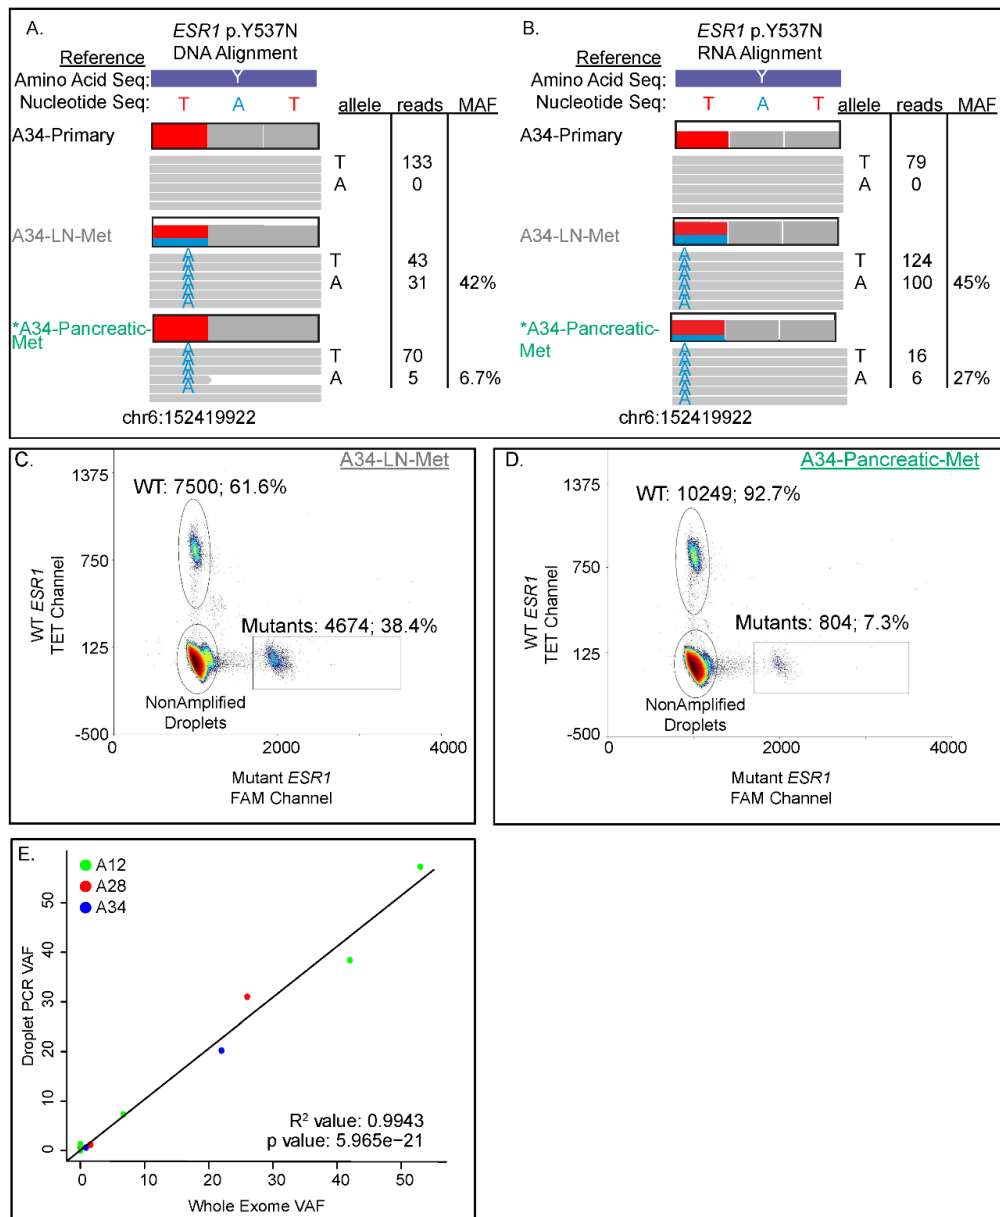 A.
ESR1 p.Y537N
DNA Alignment
Reference
Amino Acid Seq: Y
Nucleotide Seq: T A T
allele reads MAF
A34-Primary
T 133
A 0
A34-LN-Met
A
A
A
A
A
T 43
A 31 42%
*A34-Pancreatic-
Met
A
A
A
A
A
T 70
A 5 6.7%
chr6:152419922
B.
ESR1 p.Y537N
RNA Alignment
Reference
Amino Acid Seq: Y
Nucleotide Seq: T A T
allele reads MAF
A34-Primary
T 79
A 0
A34-LN-Met
A
A
A
A
A
T 124
A 100 45%
*A34-Pancreatic-
Met
A
A
A
A
A
T 16
A 6 27%
chr6:152419922
C.
A34-LN-Met
1375
WT: 7500; 61.6%
750
WT ESR1
TET Channel
Mutants: 4674; 38.4%
125
NonAmplified
Droplets
-500
0 2000 4000
Mutant ESR1
FAM Channel
D.
A34-Pancreatic-Met
1375
WT: 10249; 92.7%
750
WT ESR1
TET Channel
Mutants: 804; 7.3%
125
NonAmplified
Droplets
-500
0 2000 4000
Mutant ESR1
FAM Channel
E.
A12
A28
A34
50
40
30
20
10
0
Droplet PCR VAF
R² value: 0.9943
p value: 5.965e−21
0 10 20 30 40 50
Whole Exome VAF